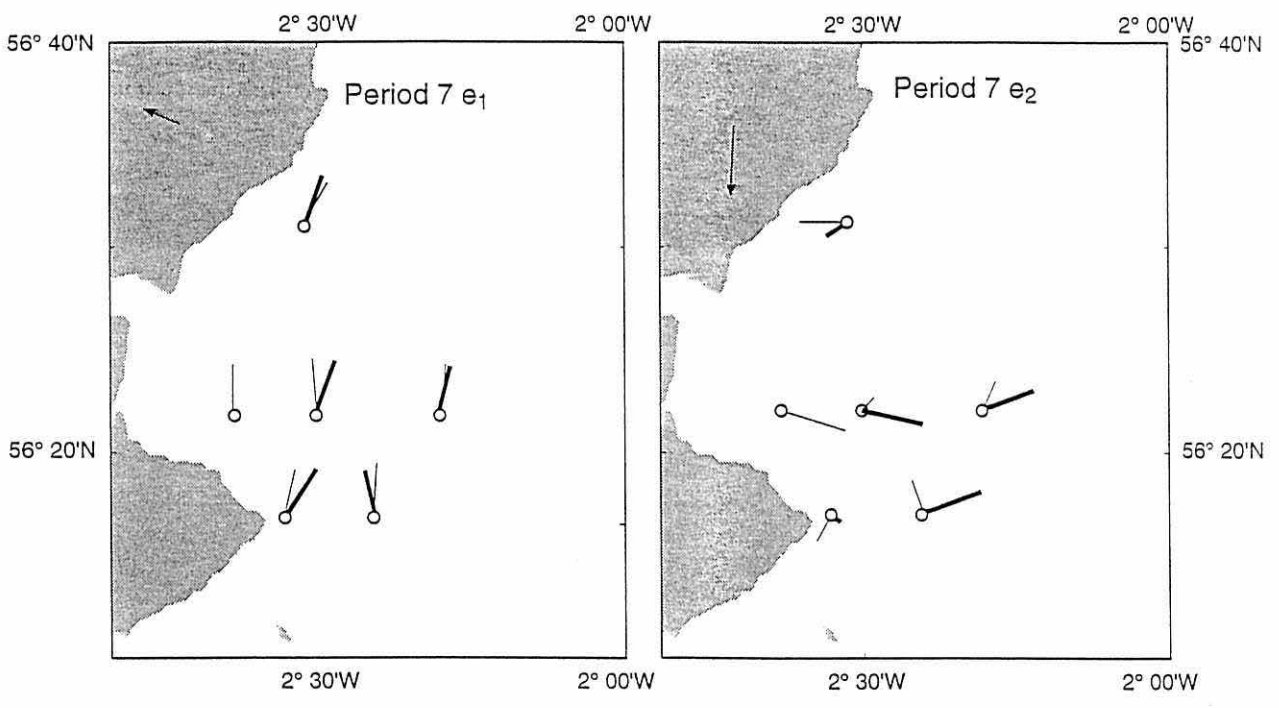 2° 30'W 2° 00'W 2° 30'W 2° 00'W
56° 40'N 56° 40'N
Period 7 e₁ Period 7 e₂
56° 20'N 56° 20'N
2° 30'W 2° 00'W 2° 30'W 2° 00'W